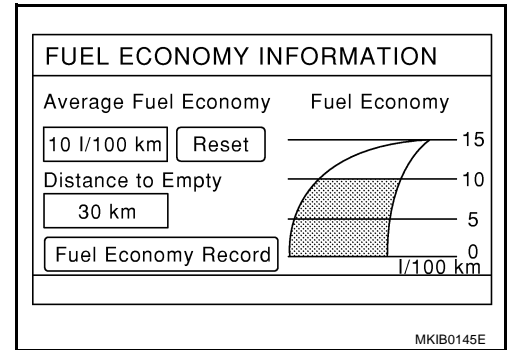 FUEL ECONOMY INFORMATION
Average Fuel Economy
Fuel Economy
10 l/100 km
Reset
15
Distance to Empty
10
30 km
5
Fuel Economy Record
0
l/100 km
MKIB0145E